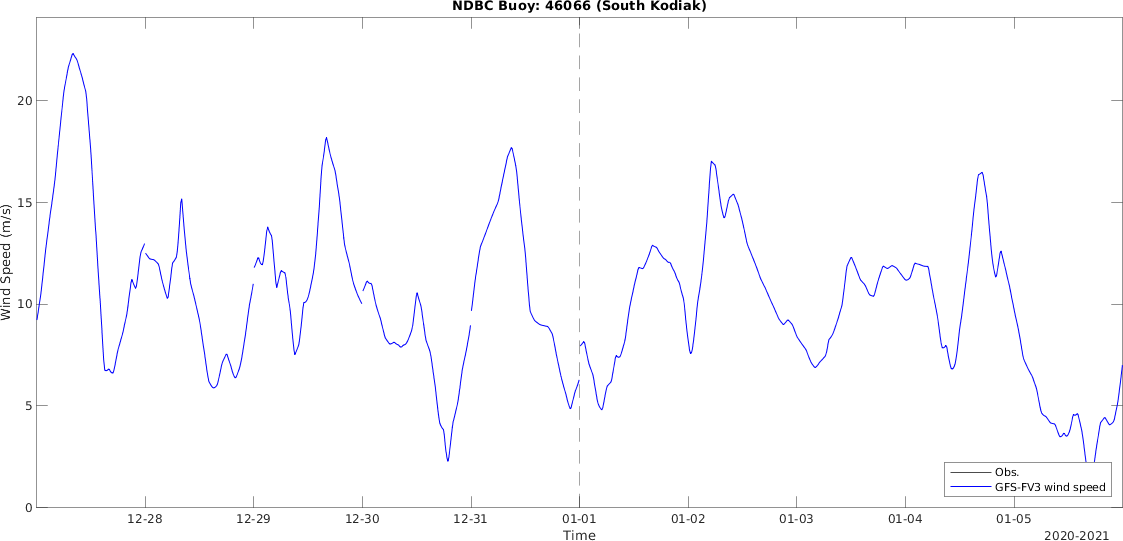 NDBC Buoy: 46066 (South Kodiak)
Wind Speed (m/s)
20
15
10
5
0
12-28 12-29 12-30 12-31 01-01 01-02 01-03 01-04 01-05
Time
2020-2021
Obs.
GFS-FV3 wind speed